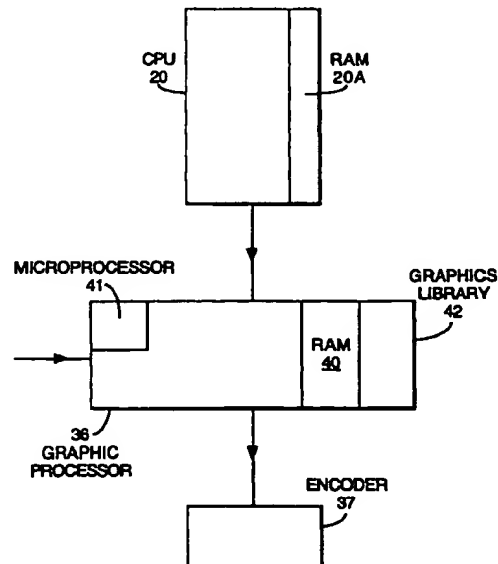 CPU
20
RAM
20A
MICROPROCESSOR
41
GRAPHICS
LIBRARY
42
RAM
40
36
GRAPHIC
PROCESSOR
ENCODER
37